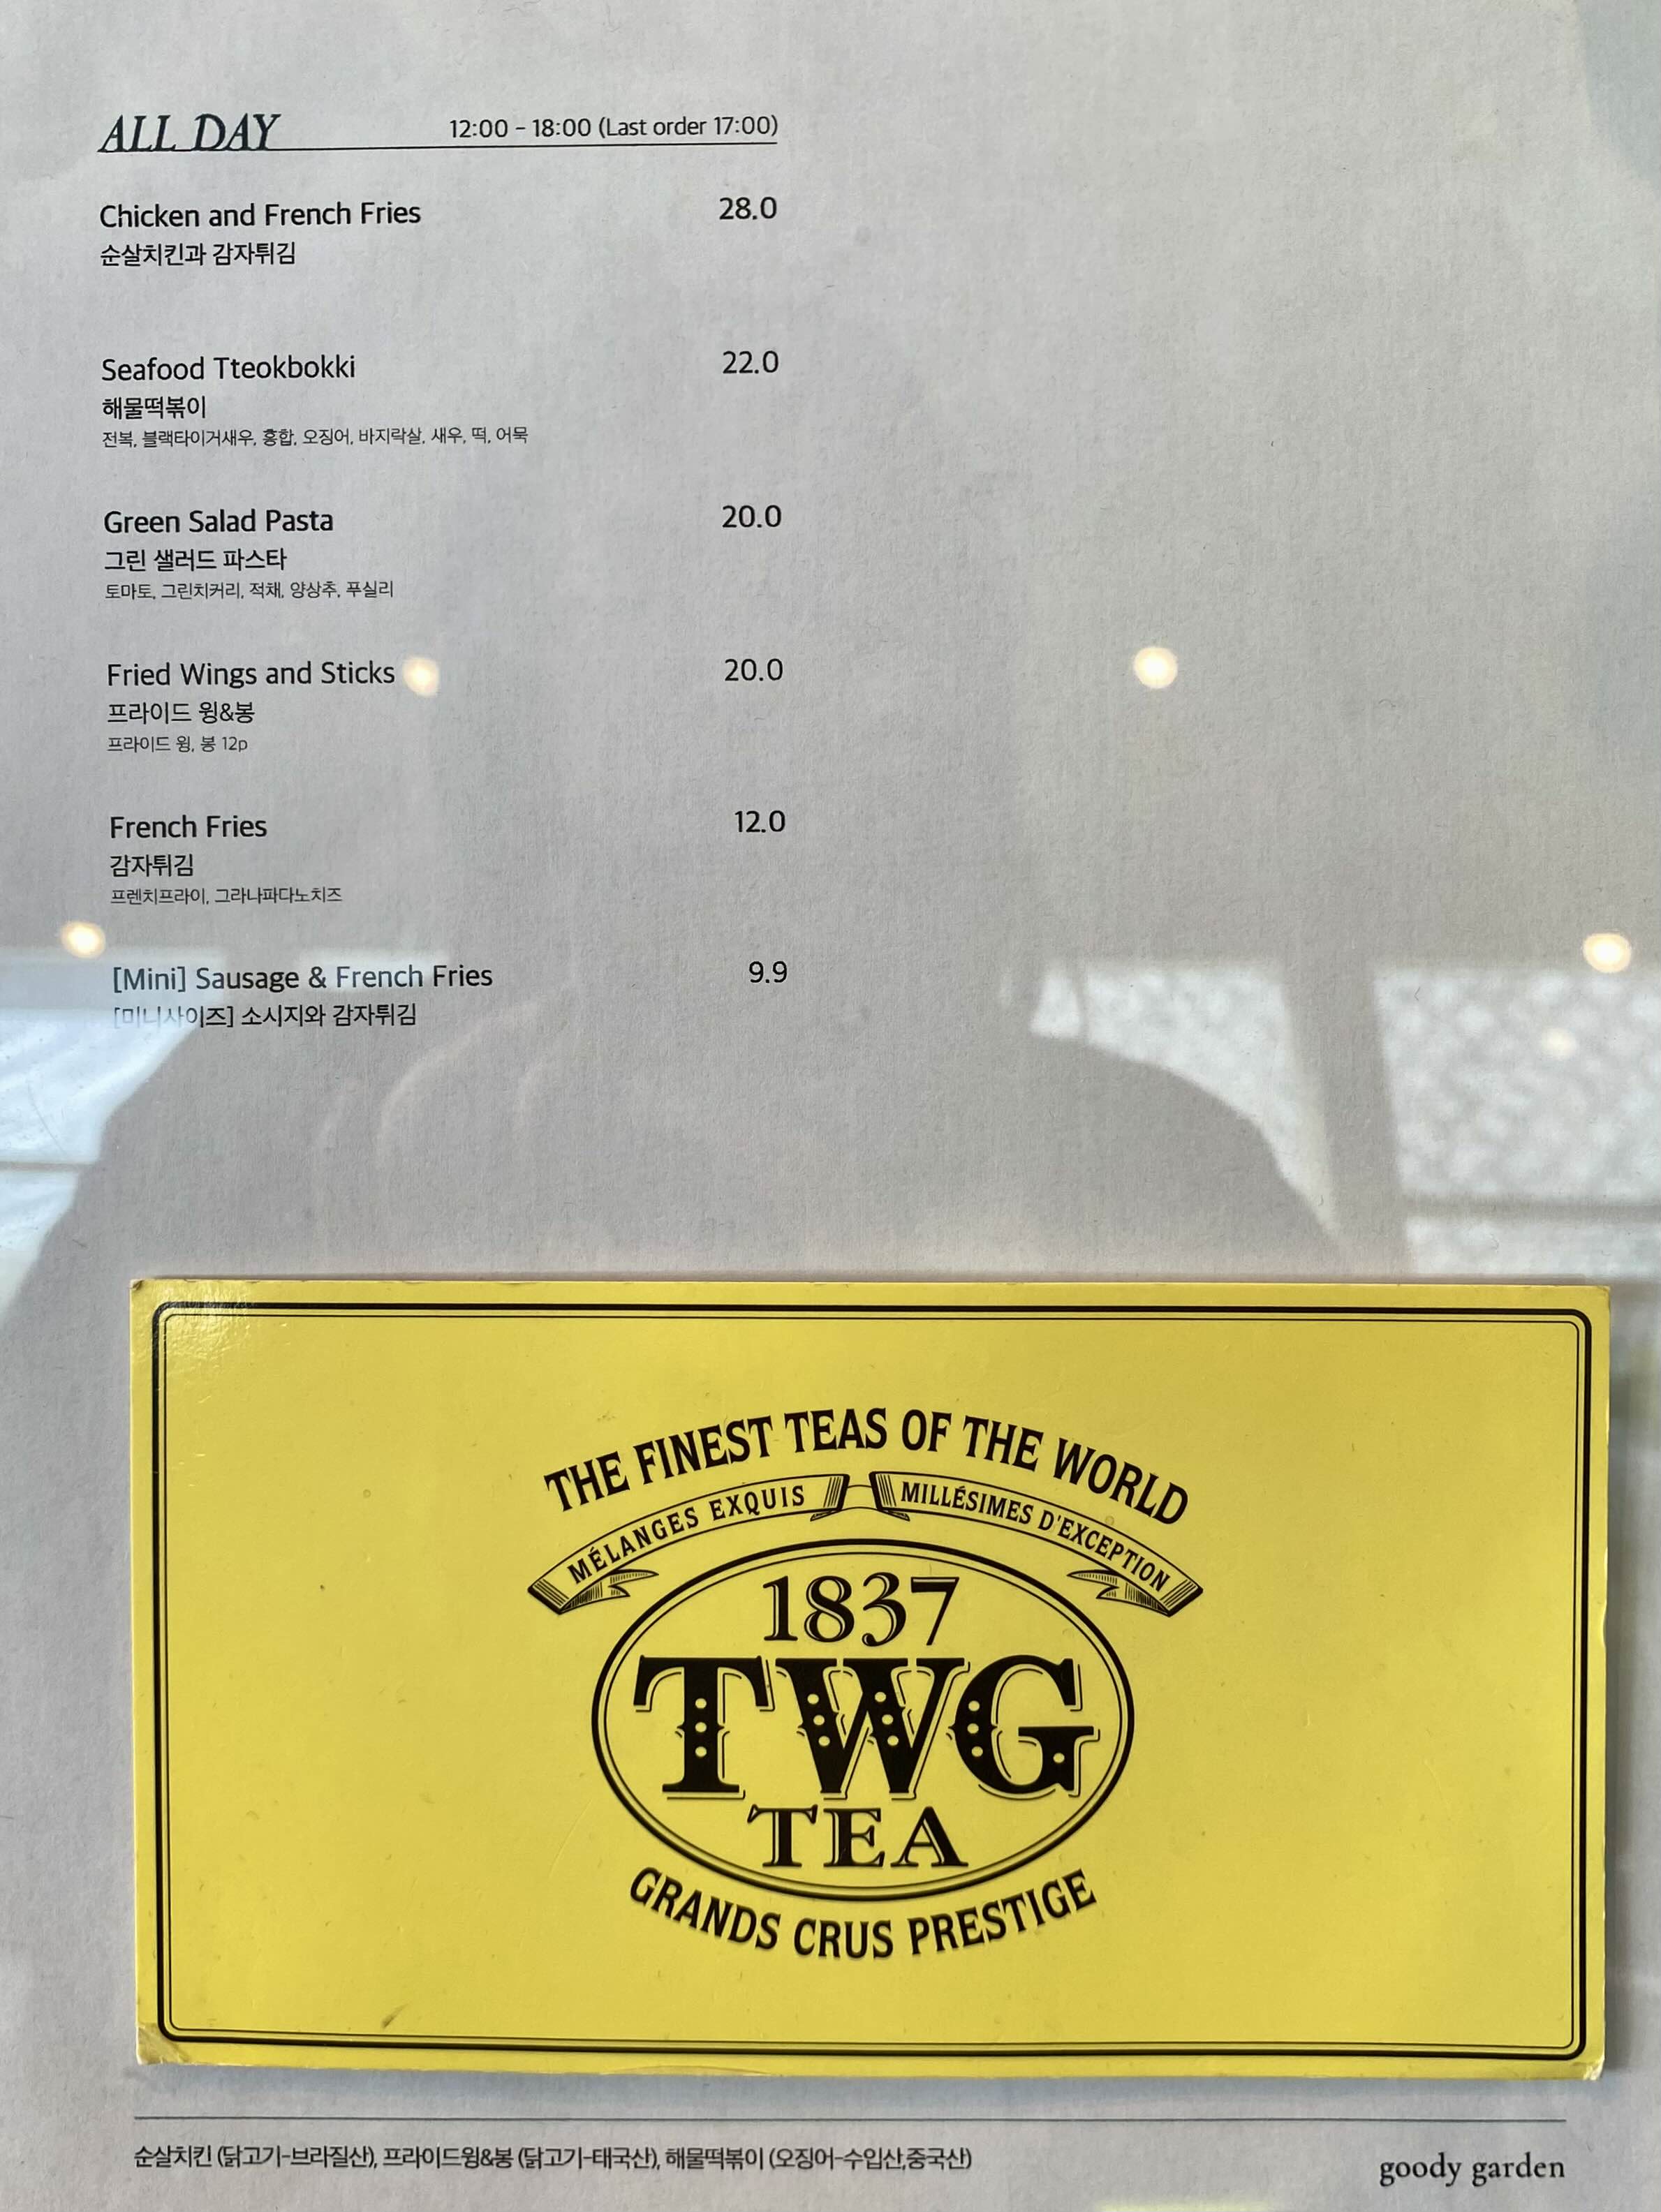 ALL DAY 12:00 - 18:00 (Last order 17:00)
Chicken and French Fries 28.0
순살치킨과 감자튀김
Seafood Tteokbokki 22.0
해물떡볶이
전복, 블랙타이거새우, 홍합, 오징어, 바지락살, 새우, 떡, 어묵
Green Salad Pasta 20.0
그린 샐러드 파스타
토마토, 그린치커리, 적채, 양상추, 푸실리
Fried Wings and Sticks 20.0
프라이드 윙&봉
프라이드 윙, 봉 12p
French Fries 12.0
감자튀김
프렌치프라이, 그라나파다노치즈
[Mini] Sausage & French Fries 9.9
[미니사이즈] 소시지와 감자튀김
THE FINEST TEAS OF THE WORLD
MÉLANGES EXQUIS MILLÉSIMES D'EXCEPTION
1837
TWG
TEA
GRANDS CRUS PRESTIGE
순살치킨 (닭고기-브라질산), 프라이드윙&봉 (닭고기-태국산), 해물떡볶이 (오징어-수입산,중국산)
goody garden